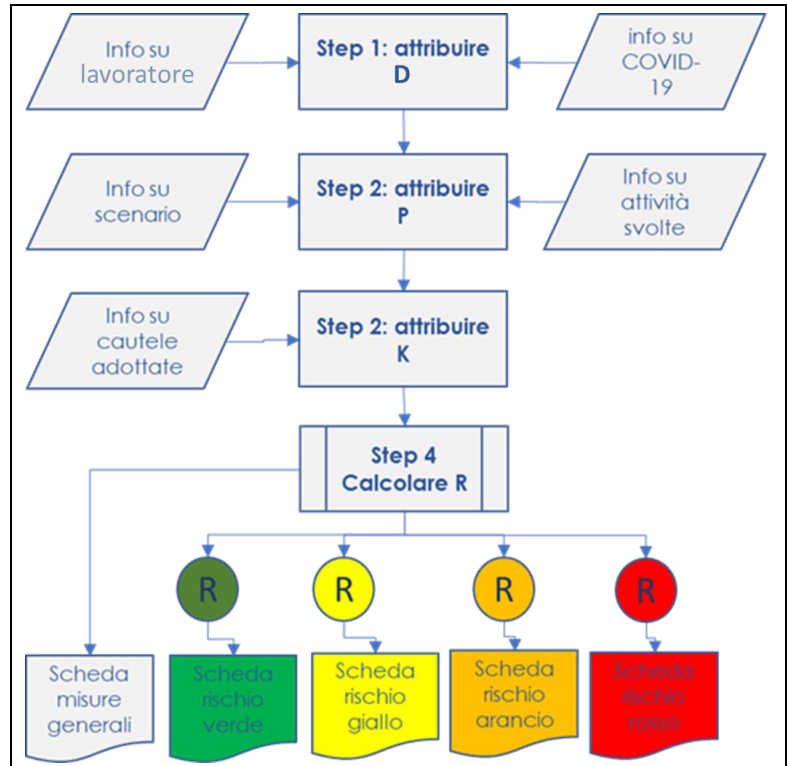 Info su
lavoratore
Step 1: attribuire
D
info su
COVID-
19
Info su
scenario
Step 2: attribuire
P
Info su
attività
svolte
Info su
cautele
adottate
Step 2: attribuire
K
Step 4
Calcolare R
R
R
R
R
Scheda
misure
generali
Scheda
rischio
verde
Scheda
rischio
giallo
Scheda
rischio
arancio
Scheda
rischio
rosso